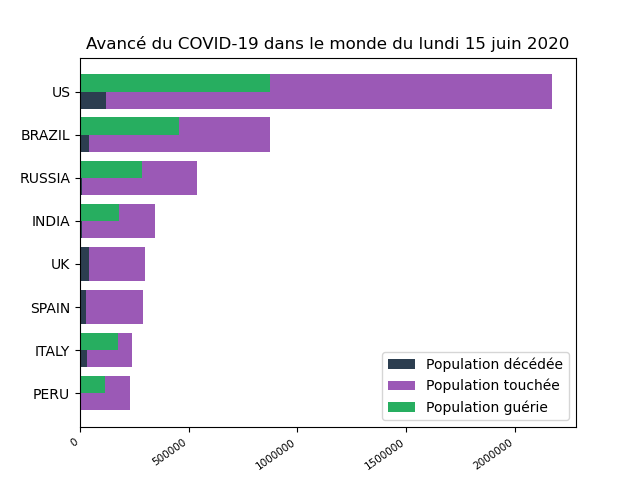 Avancé du COVID-19 dans le monde du lundi 15 juin 2020
US
BRAZIL
RUSSIA
INDIA
UK
SPAIN
ITALY
PERU
Population décédée
Population touchée
Population guérie
0
500000
1000000
1500000
2000000